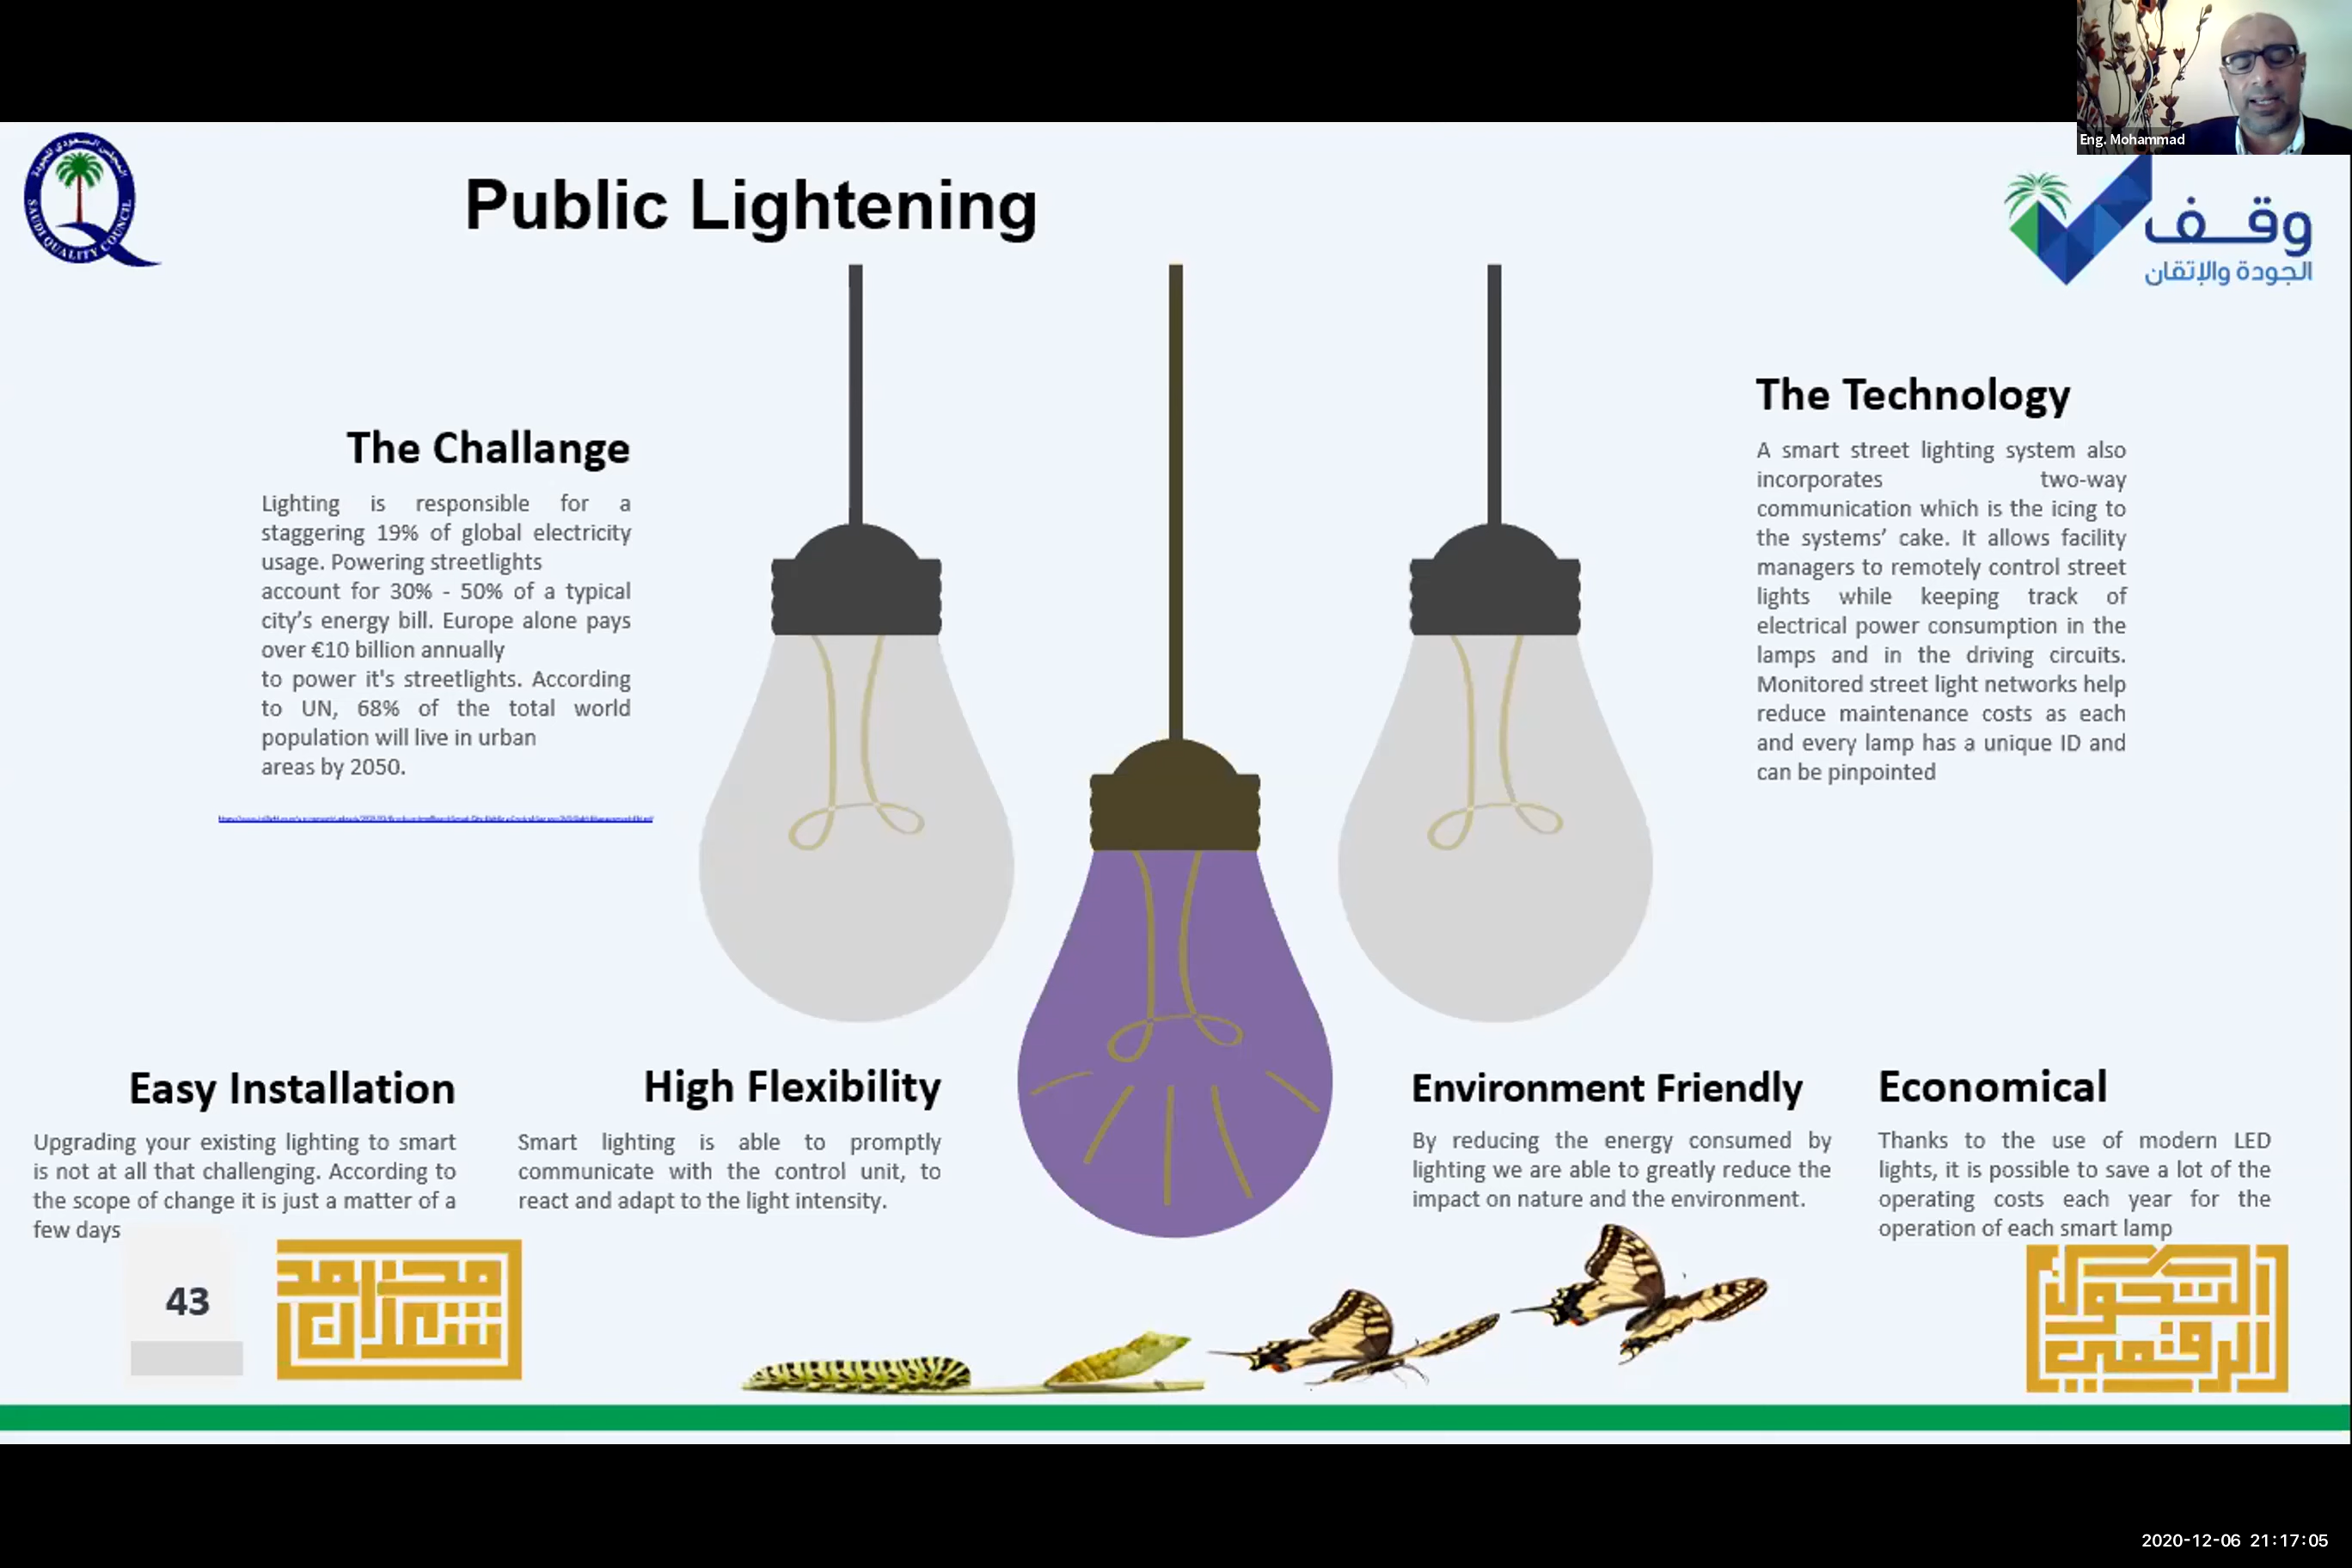 Eng. Mohammad
المجلس السعودي للجودة
SAUDI QUALITY COUNCIL
Public Lightening
وقف
الجودة والإتقان
The Challange
Lighting is responsible for a
staggering 19% of global electricity
usage. Powering streetlights
account for 30% - 50% of a typical
city’s energy bill. Europe alone pays
over €10 billion annually
to power it's streetlights. According
to UN, 68% of the total world
population will live in urban
areas by 2050.
The Technology
A smart street lighting system also
incorporates two-way
communication which is the icing to
the systems’ cake. It allows facility
managers to remotely control street
lights while keeping track of
electrical power consumption in the
lamps and in the driving circuits.
Monitored street light networks help
reduce maintenance costs as each
and every lamp has a unique ID and
can be pinpointed
Easy Installation
Upgrading your existing lighting to smart
is not at all that challenging. According to
the scope of change it is just a matter of a
few days
High Flexibility
Smart lighting is able to promptly
communicate with the control unit, to
react and adapt to the light intensity.
Environment Friendly
By reducing the energy consumed by
lighting we are able to greatly reduce the
impact on nature and the environment.
Economical
Thanks to the use of modern LED
lights, it is possible to save a lot of the
operating costs each year for the
operation of each smart lamp
43
التحول
الرقمي
2020-12-06 21:17:05